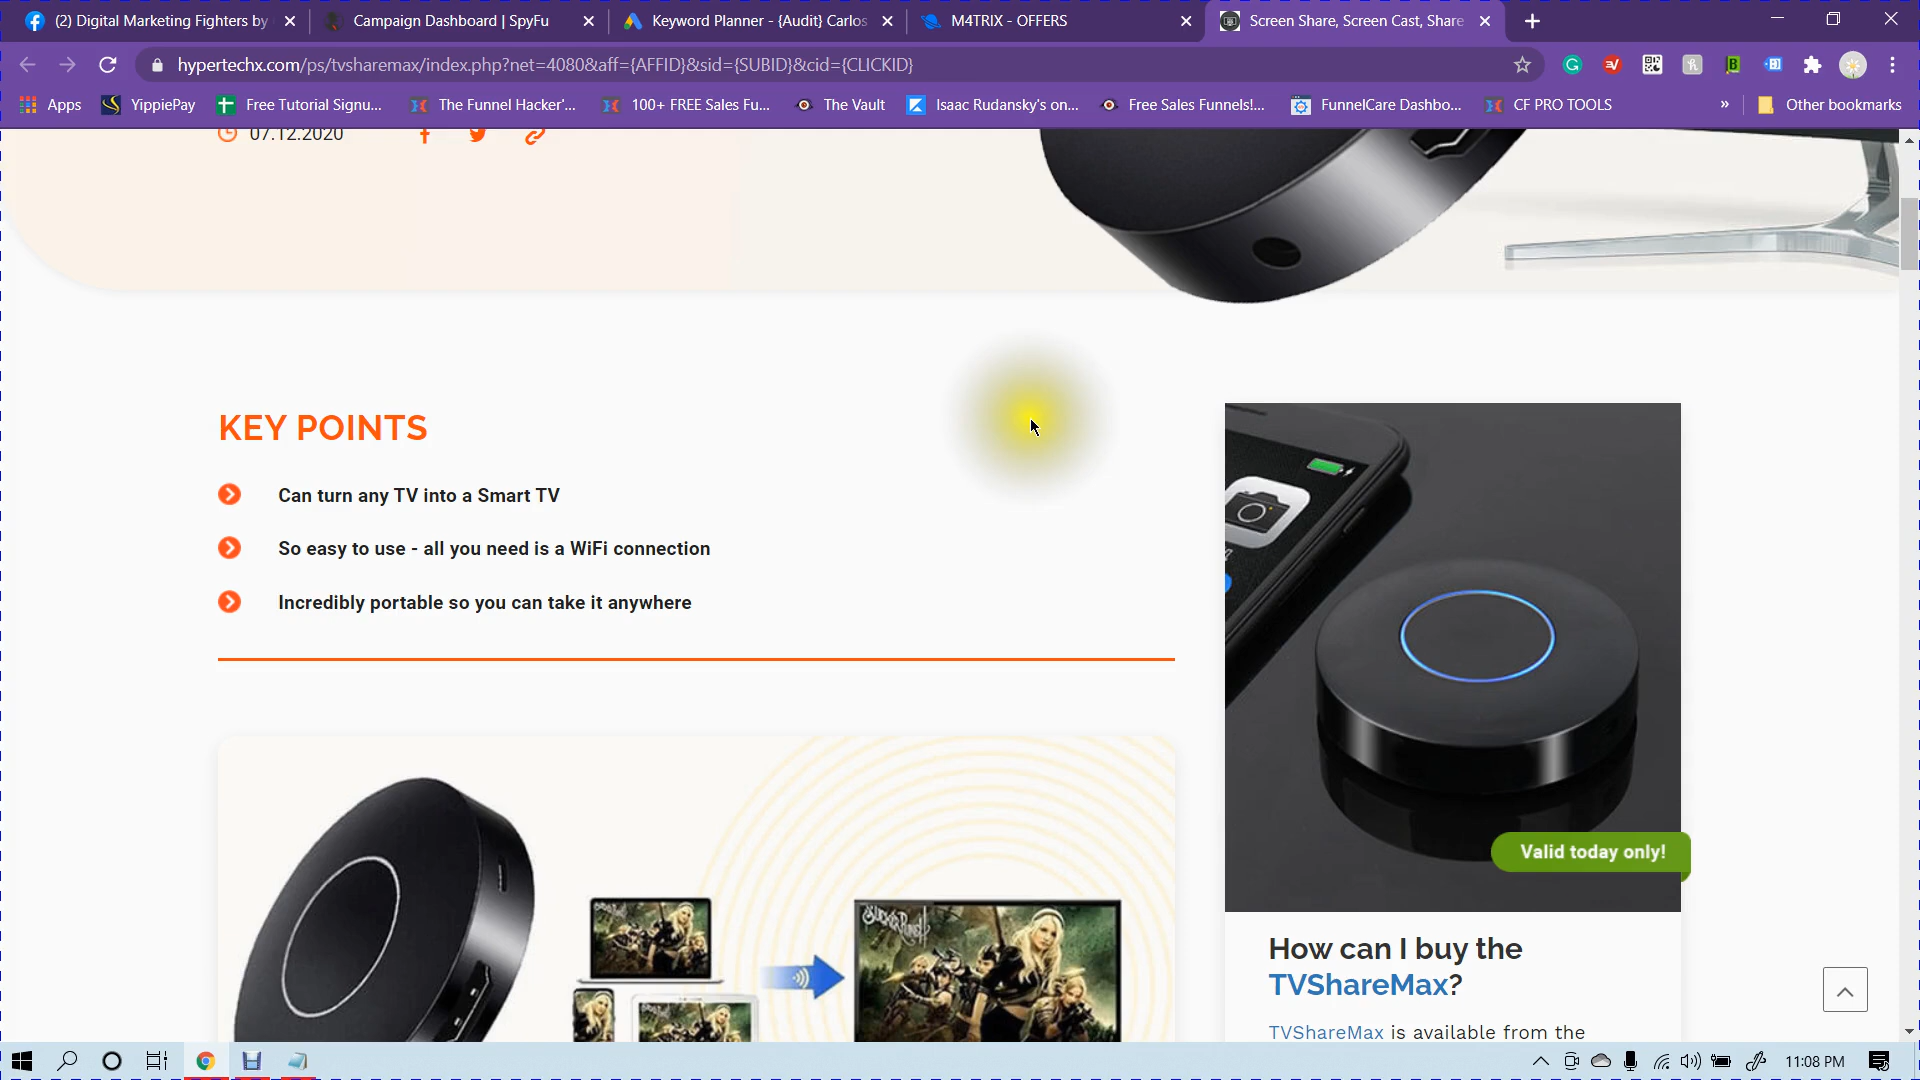 (2) Digital Marketing Fighters by
Campaign Dashboard | SpyFu
Keyword Planner - {Audit} Carlos
M4TRIX - OFFERS
Screen Share, Screen Cast, Share
hypertechx.com/ps/tvsharemax/index.php?net=4080&aff={AFFID}&sid={SUBID}&cid={CLICKID}
Apps
YippiePay
Free Tutorial Signu...
The Funnel Hacker'...
100+ FREE Sales Fu...
The Vault
Isaac Rudansky's on...
Free Sales Funnels!...
FunnelCare Dashbo...
CF PRO TOOLS
»
Other bookmarks
07.12.2020
KEY POINTS
Can turn any TV into a Smart TV
So easy to use - all you need is a WiFi connection
Incredibly portable so you can take it anywhere
Valid today only!
How can I buy the
TVShareMax?
TVShareMax is available from the
11:08 PM